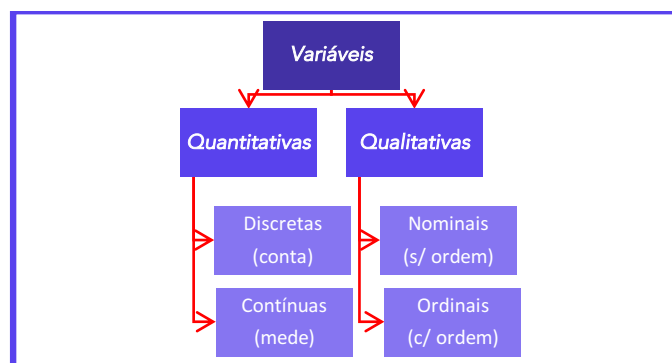 Variáveis
Quantitativas
Qualitativas
Discretas
(conta)
Nominais
(s/ ordem)
Contínuas
(mede)
Ordinais
(c/ ordem)